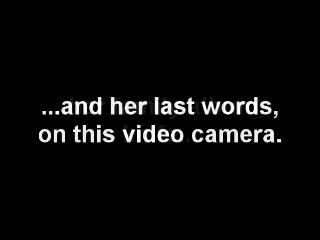 ...and her last words,
on this video camera.